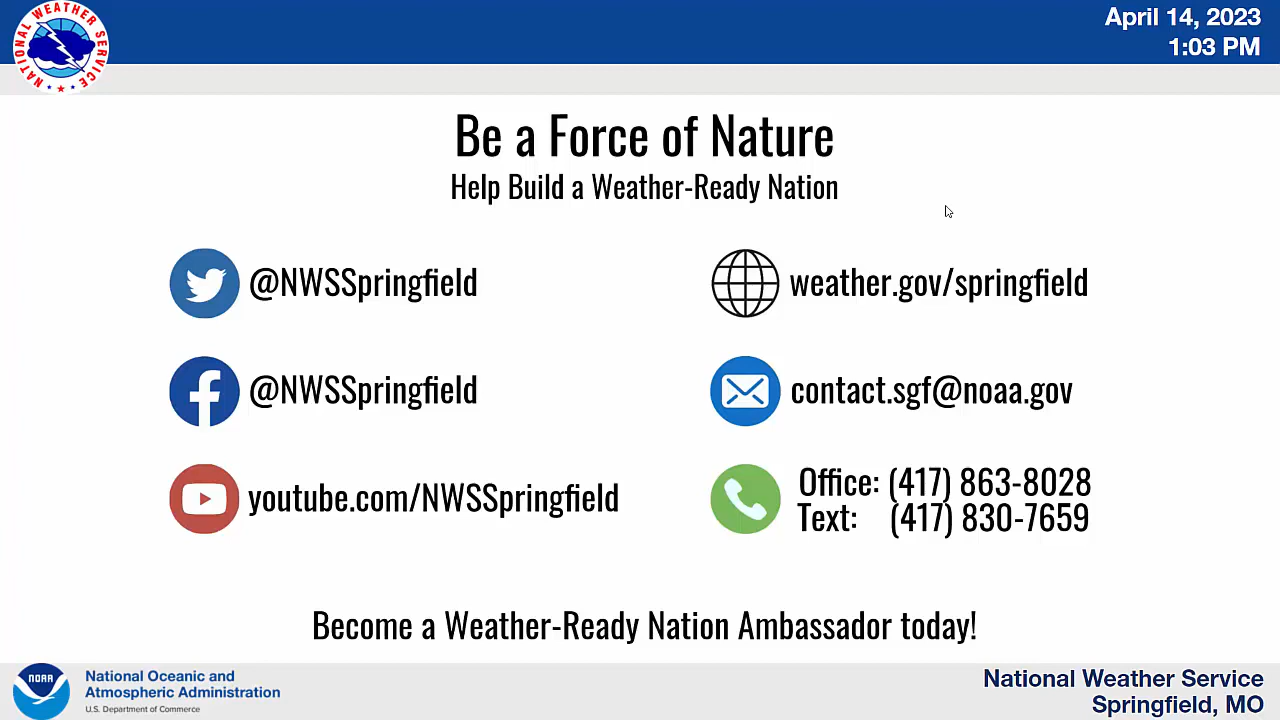 NATIONAL WEATHER SERVICE
April 14, 2023
1:03 PM
Be a Force of Nature
Help Build a Weather-Ready Nation
@NWSSpringfield
weather.gov/springfield
@NWSSpringfield
contact.sgf@noaa.gov
youtube.com/NWSSpringfield
Office: (417) 863-8028
Text: (417) 830-7659
Become a Weather-Ready Nation Ambassador today!
NOAA
National Oceanic and
Atmospheric Administration
U.S. Department of Commerce
National Weather Service
Springfield, MO